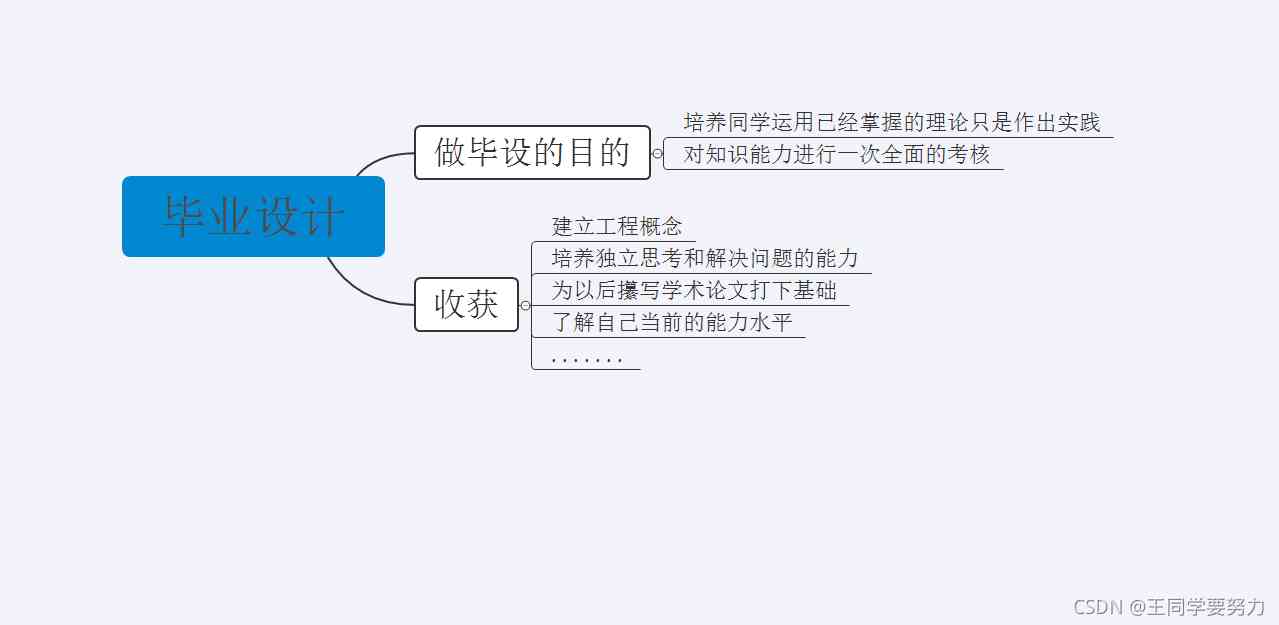 毕业设计
做毕设的目的
培养同学运用已经掌握的理论只是作出实践
对知识能力进行一次全面的考核
收获
建立工程概念
培养独立思考和解决问题的能力
为以后攥写学术论文打下基础
了解自己当前的能力水平
.......
CSDN @王同学要努力